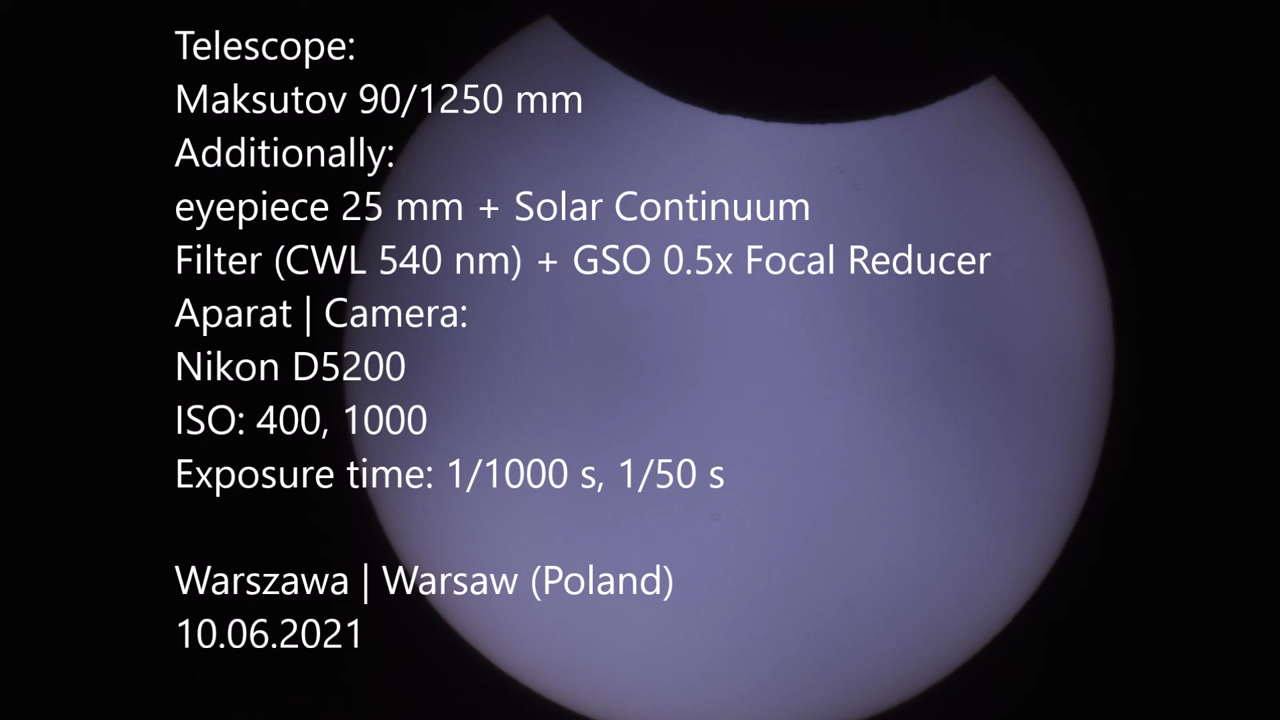 Telescope:
Maksutov 90/1250 mm
Additionally:
eyepiece 25 mm + Solar Continuum
Filter (CWL 540 nm) + GSO 0.5x Focal Reducer
Aparat | Camera:
Nikon D5200
ISO: 400, 1000
Exposure time: 1/1000 s, 1/50 s
Warszawa | Warsaw (Poland)
10.06.2021